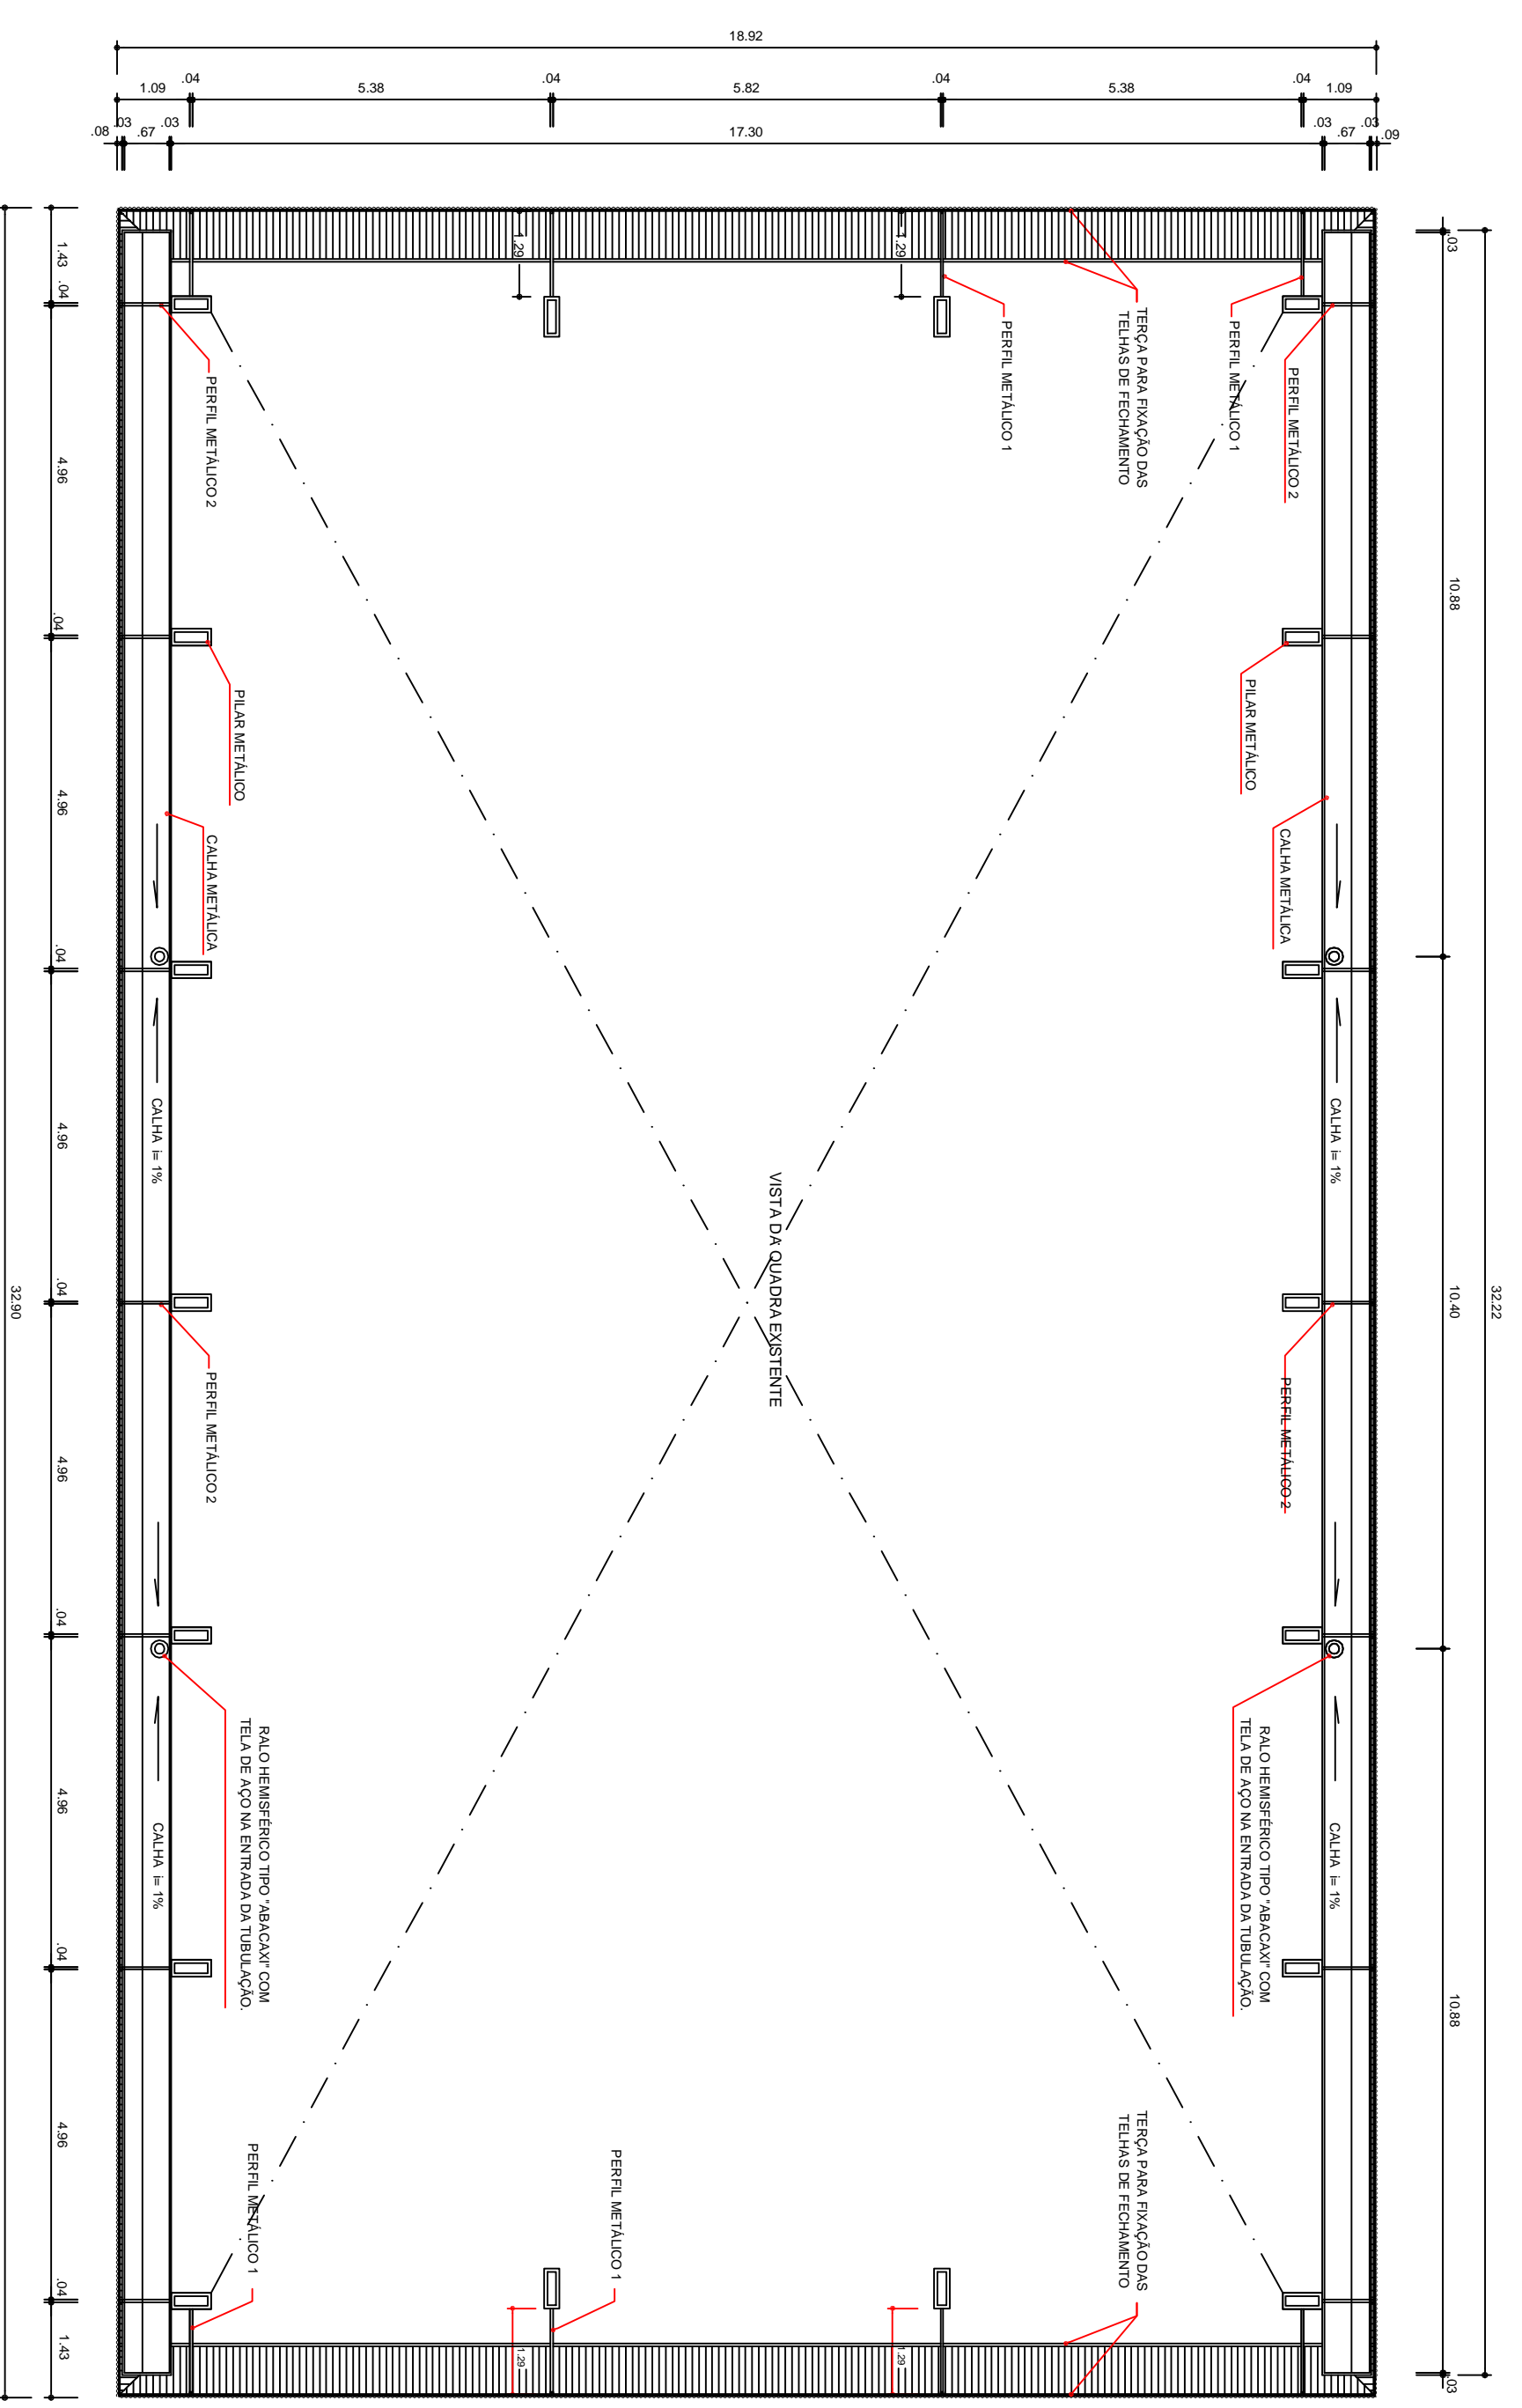 18.92
1.09
.04
5.38
.04
5.82
.04
5.38
.04
1.09
.08
.03
.67
.03
17.30
.03
.67
.03
.09
1.43
.04
4.96
.04
4.96
.04
4.96
.04
4.96
.04
4.96
.04
4.96
.04
1.43
32.90
.03
10.88
10.40
10.88
.03
32.22
1.29
1.29
PERFIL METÁLICO 1
TERÇA PARA FIXAÇÃO DAS
TELHAS DE FECHAMENTO
PERFIL METÁLICO 1
PERFIL METÁLICO 2
PERFIL METÁLICO 2
PILAR METÁLICO
PILAR METÁLICO
CALHA METÁLICA
CALHA METÁLICA
CALHA i= 1%
CALHA i= 1%
VISTA DA QUADRA EXISTENTE
PERFIL METÁLICO 2
PERFIL METÁLICO 2
RALO HEMISFÉRICO TIPO "ABACAXI" COM
TELA DE AÇO NA ENTRADA DA TUBULAÇÃO.
RALO HEMISFÉRICO TIPO "ABACAXI" COM
TELA DE AÇO NA ENTRADA DA TUBULAÇÃO.
CALHA i= 1%
CALHA i= 1%
PERFIL METÁLICO 1
PERFIL METÁLICO 1
TERÇA PARA FIXAÇÃO DAS
TELHAS DE FECHAMENTO
1.29
1.29